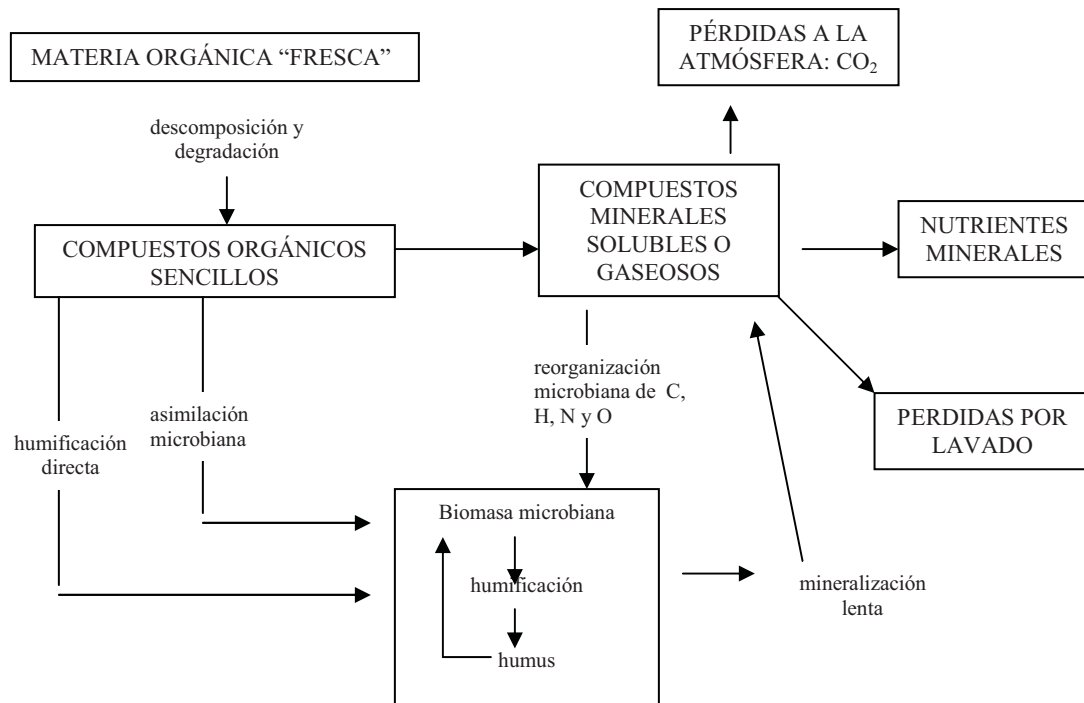 MATERIA ORGÁNICA “FRESCA”
PÉRDIDAS A LA
ATMÓSFERA: CO₂
descomposición y
degradación
COMPUESTOS ORGÁNICOS
SENCILLOS
COMPUESTOS
MINERALES
SOLUBLES O
GASEOSOS
NUTRIENTES
MINERALES
humificación
directa
asimilación
microbiana
reorganización
microbiana de C,
H, N y O
PERDIDAS POR
LAVADO
Biomasa microbiana
humificación
humus
mineralización
lenta